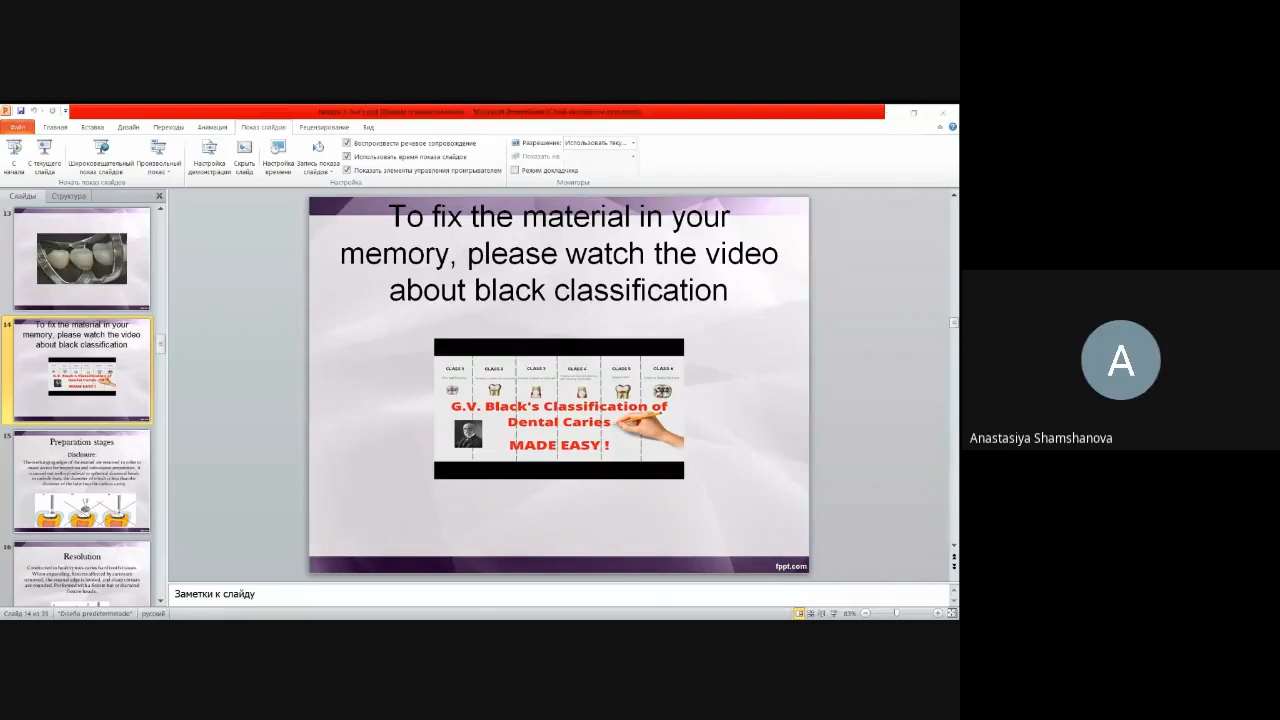 Файл Главная Вставка Дизайн Переходы Анимация Показ слайдов Рецензирование Вид
С начала
С текущего слайда
Широковещательный показ слайдов
Произвольный показ
Начать показ слайдов
Настройка демонстрации
Скрыть слайд
Настройка времени
Запись показа слайдов
Воспроизвести речевое сопровождение
Использовать время показа слайдов
Показать элементы управления проигрывателем
Настройка
Разрешение: Использовать теку...
Показать на:
Режим докладчика
Мониторы
Слайды Структура
13
14
To fix the material in your
memory, please watch the video
about black classification
15
Preparation stages
Disclosure
16
Resolution
To fix the material in your
memory, please watch the video
about black classification
CLASS 1 CLASS 2 CLASS 3 CLASS 4 CLASS 5 CLASS 6
G.V. Black's Classification of
Dental Caries
MADE EASY !
fppt.com
Заметки к слайду
Слайд 14 из 39 "Diseño predeterminado" русский
83%
A
Anastasiya Shamshanova